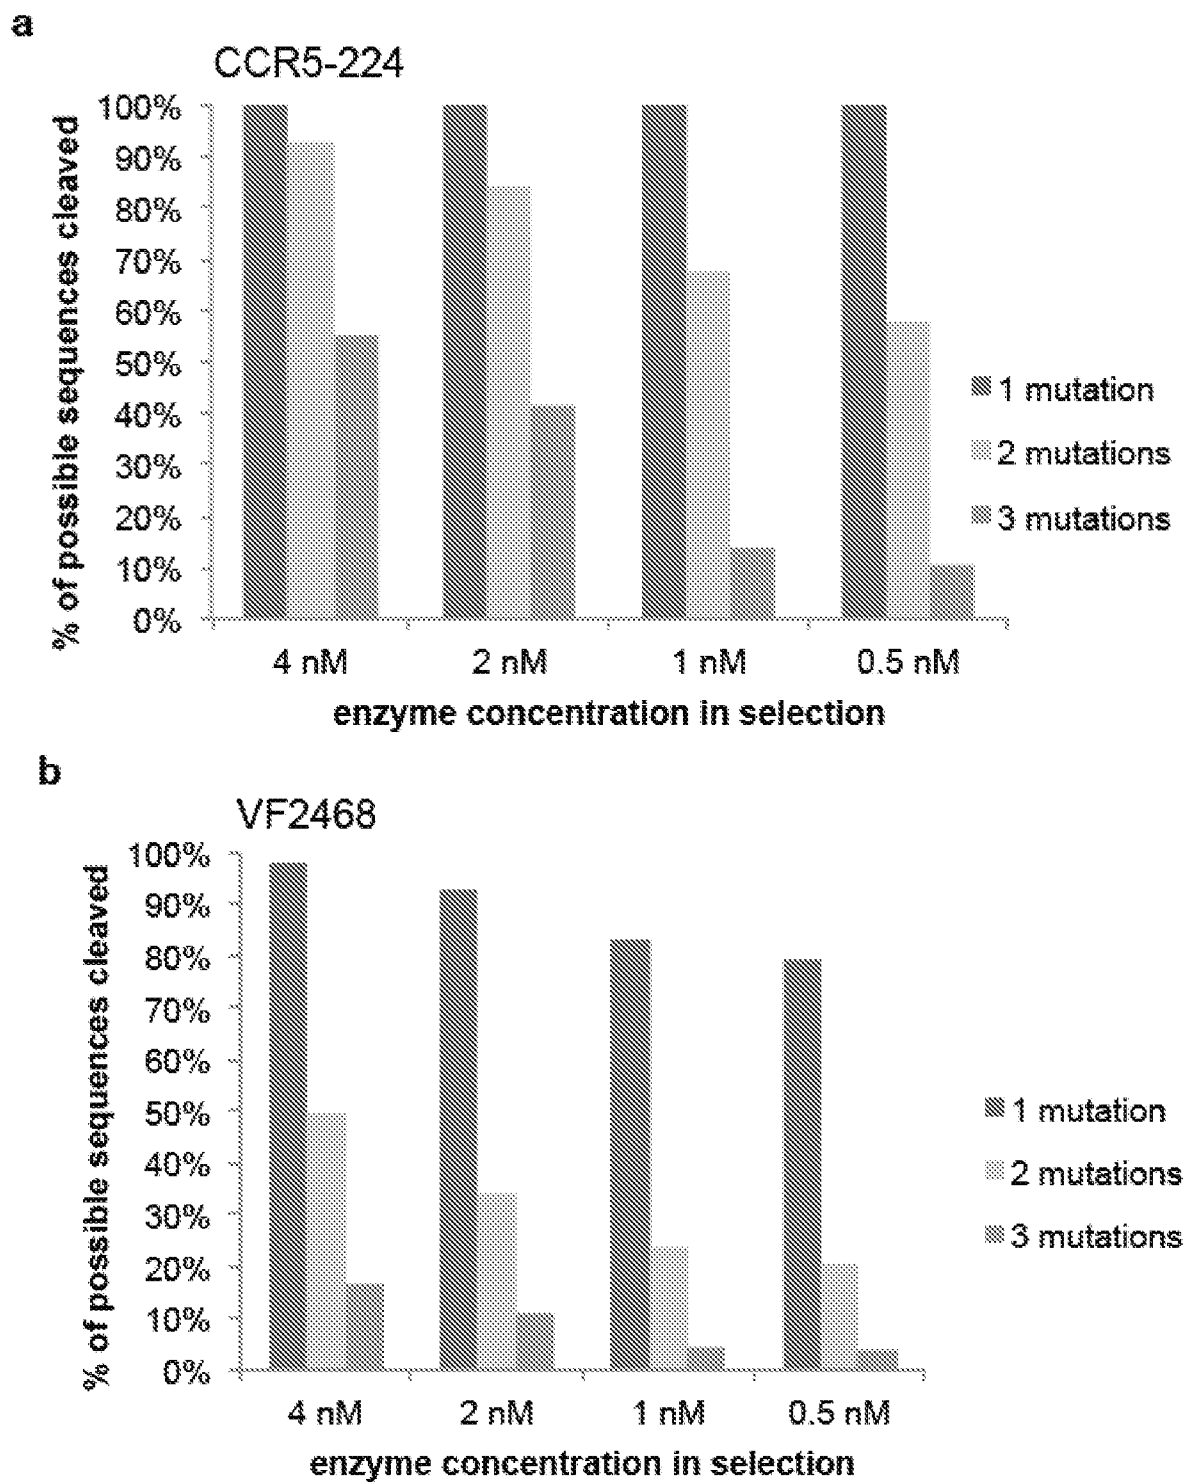 a
CCR5-224
% of possible sequences cleaved
100%
90%
80%
70%
60%
50%
40%
30%
20%
10%
0%
4 nM 2 nM 1 nM 0.5 nM
enzyme concentration in selection
1 mutation
2 mutations
3 mutations
b
VF2468
% of possible sequences cleaved
100%
90%
80%
70%
60%
50%
40%
30%
20%
10%
0%
4 nM 2 nM 1 nM 0.5 nM
enzyme concentration in selection
1 mutation
2 mutations
3 mutations